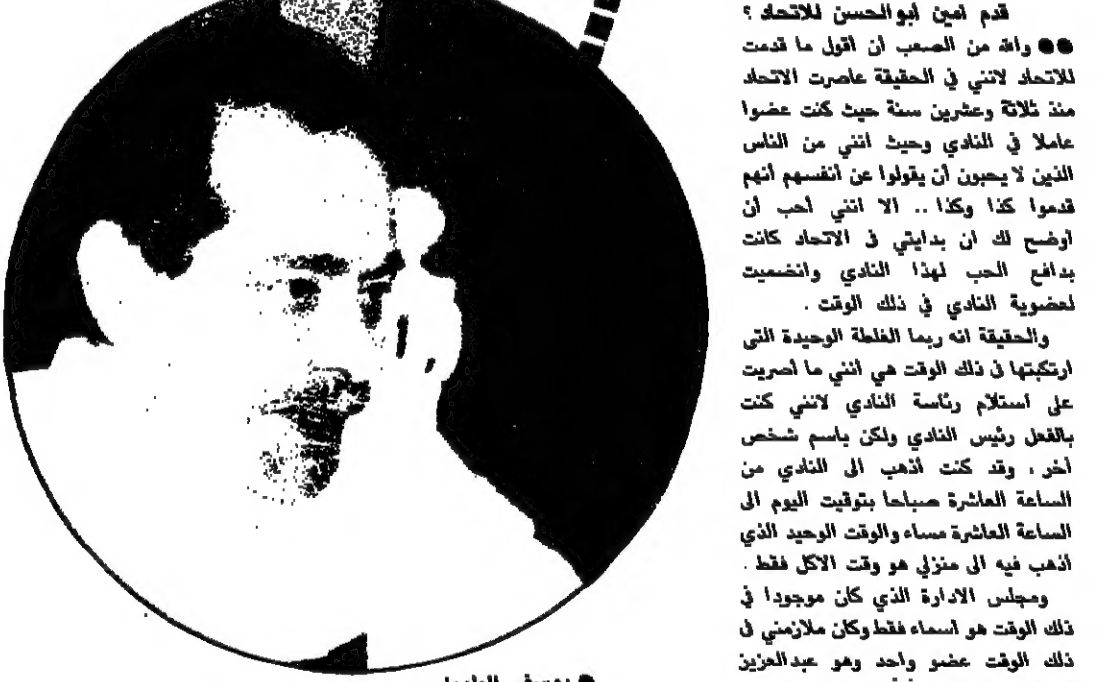 قدم امين أبو الحسن للاتحاد ؟
●● والله من الصعب ان أقول ما قدمت
للاتحاد لانني في الحقيقة عاصرت الاتحاد
منذ ثلاثة وعشرين سنة حيث كنت عضوا
عاملا في النادي وحيث انني من الناس
الذين لا يحبون أن يقولوا عن أنفسهم أنهم
قدموا كذا وكذا .. الا انني أحب أن
أوضح لك ان بدايتي في الاتحاد كانت
بدافع الحب لهذا النادي وانضميت
لعضوية النادي في ذلك الوقت .
والحقيقة انه ربما الغلطة الوحيدة التي
ارتكبتها في ذلك الوقت هي أنني ما أصريت
على استلام رئاسة النادي لانني كنت
بالفعل رئيس النادي ولكن باسم شخص
آخر ، وقد كنت أذهب الى النادي من
الساعة العاشرة صباحا بتوقيت اليوم الى
الساعة العاشرة مساء والوقت الوحيد الذي
أذهب فيه الى منزلي هو وقت الاكل فقط .
ومجلس الادارة الذي كان موجودا في
ذلك الوقت هو أسماء فقط وكان ملازمني في
ذلك الوقت عضو واحد وهو عبدالعزيز